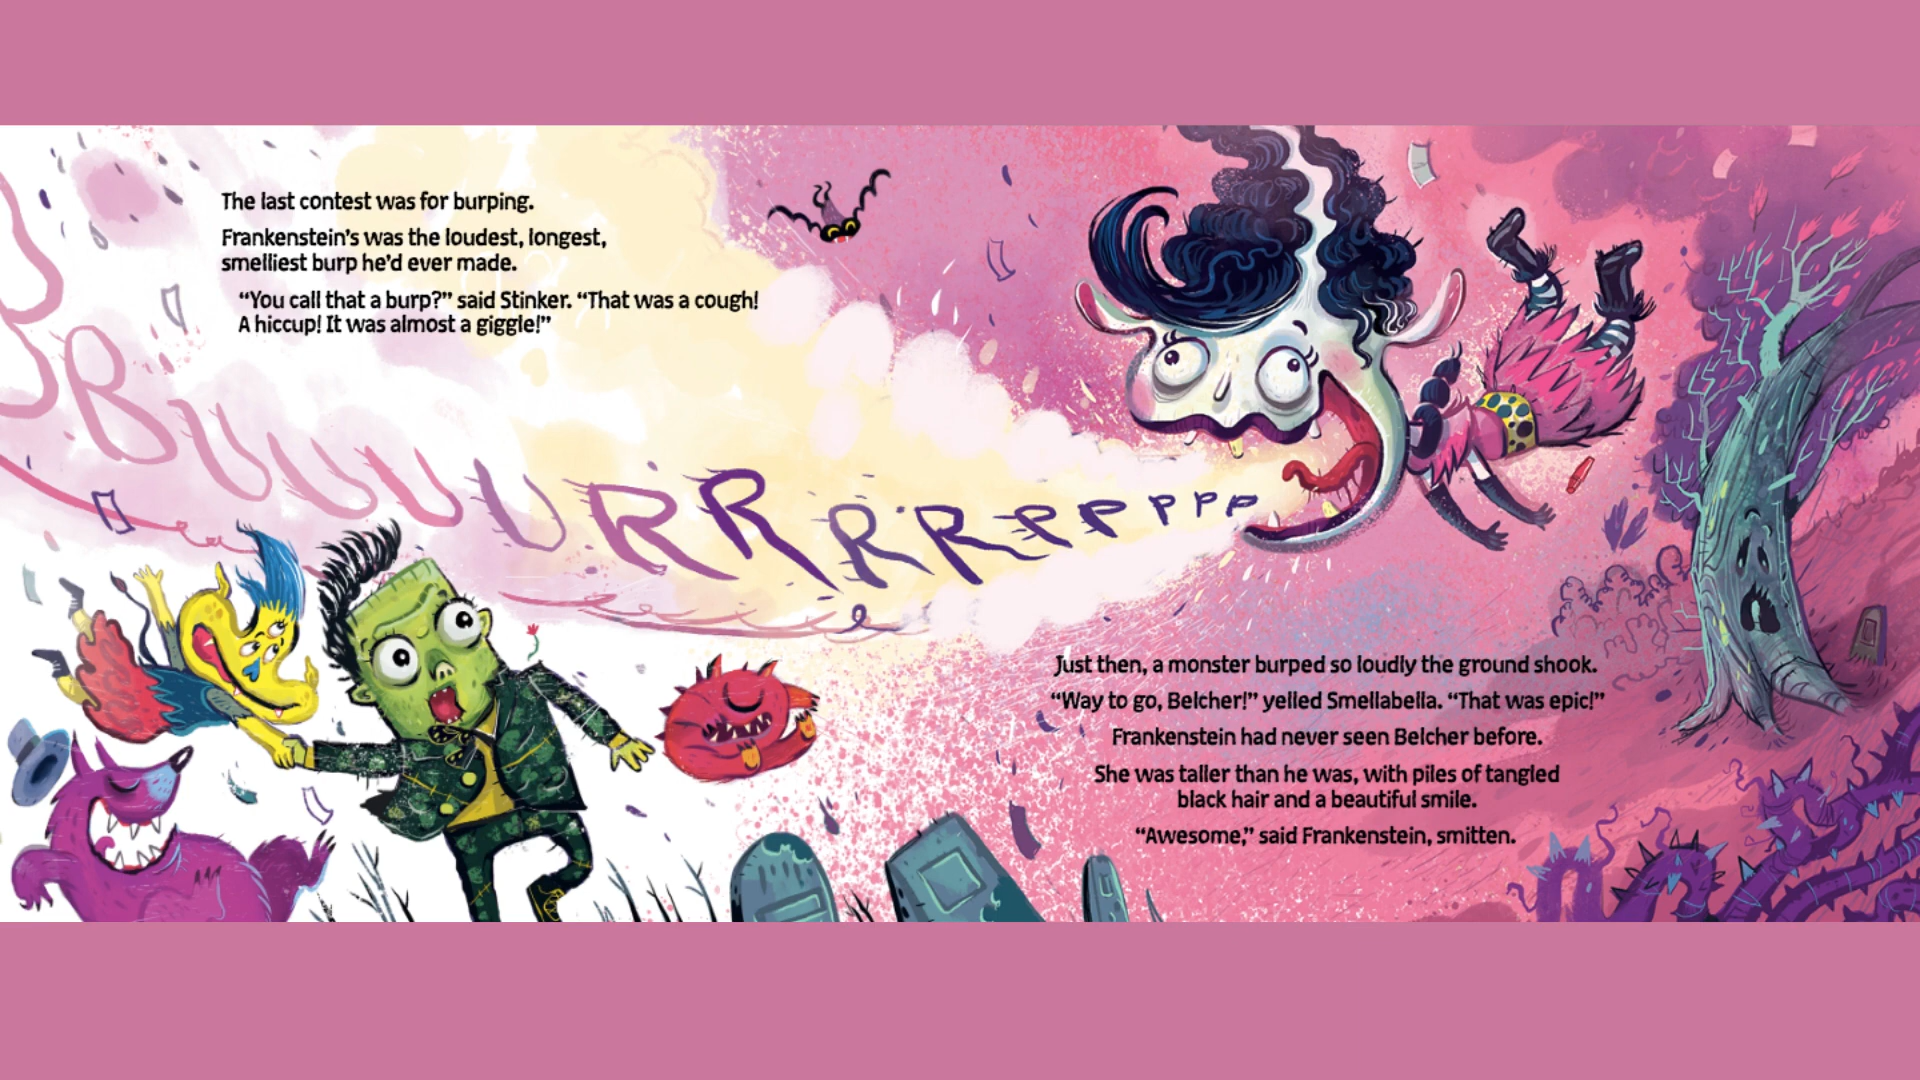 The last contest was for burping.
Frankenstein's was the loudest, longest,
smelliest burp he'd ever made.
“You call that a burp?” said Stinker. “That was a cough!
A hiccup! It was almost a giggle!”
BUUUUURRRRPPPPPP
Just then, a monster burped so loudly the ground shook.
“Way to go, Belcher!” yelled Smellabella. “That was epic!”
Frankenstein had never seen Belcher before.
She was taller than he was, with piles of tangled
black hair and a beautiful smile.
“Awesome,” said Frankenstein, smitten.